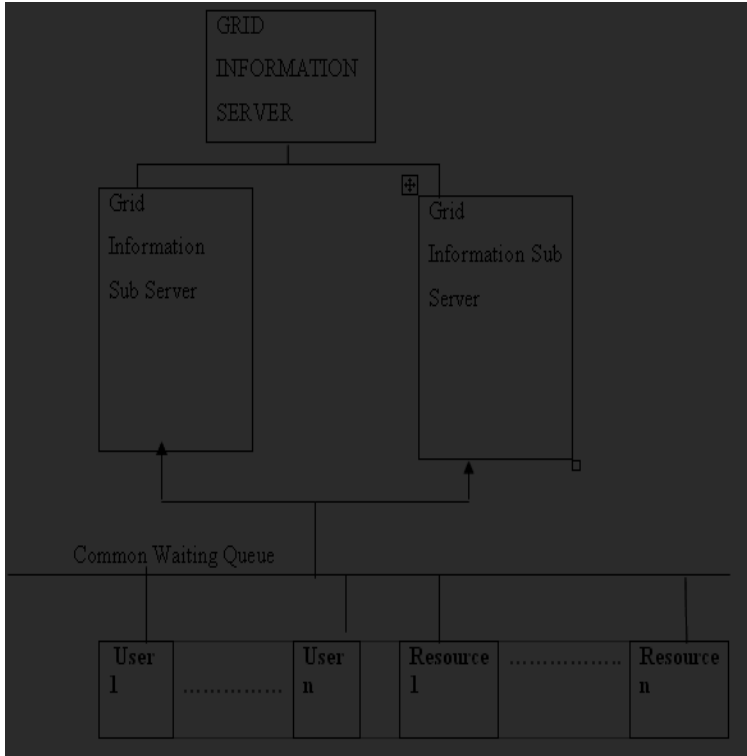 GRID
INFORMATION
SERVER
Grid
Information
Sub Server
Grid
Information Sub
Server
Common Waiting Queue
User
1
……………
User
n
Resource
1
………………..
Resource
n